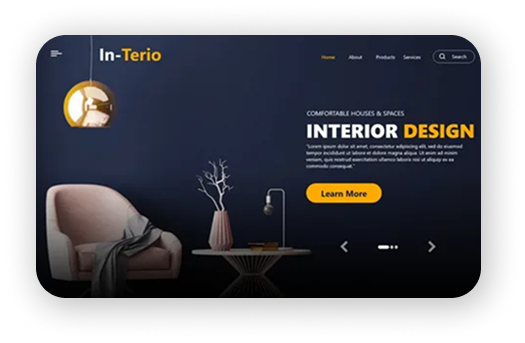 In-Terio
Home About Products Services Search
COMFORTABLE HOUSES & SPACES
INTERIOR DESIGN
"Lorem ipsum dolor sit amet, consectetur adipiscing elit, sed do eiusmod
tempor incididunt ut labore et dolore magna aliqua. Ut enim ad minim
veniam, quis nostrud exercitation ullamco laboris nisi ut aliquip ex ea
commodo consequat."
Learn More